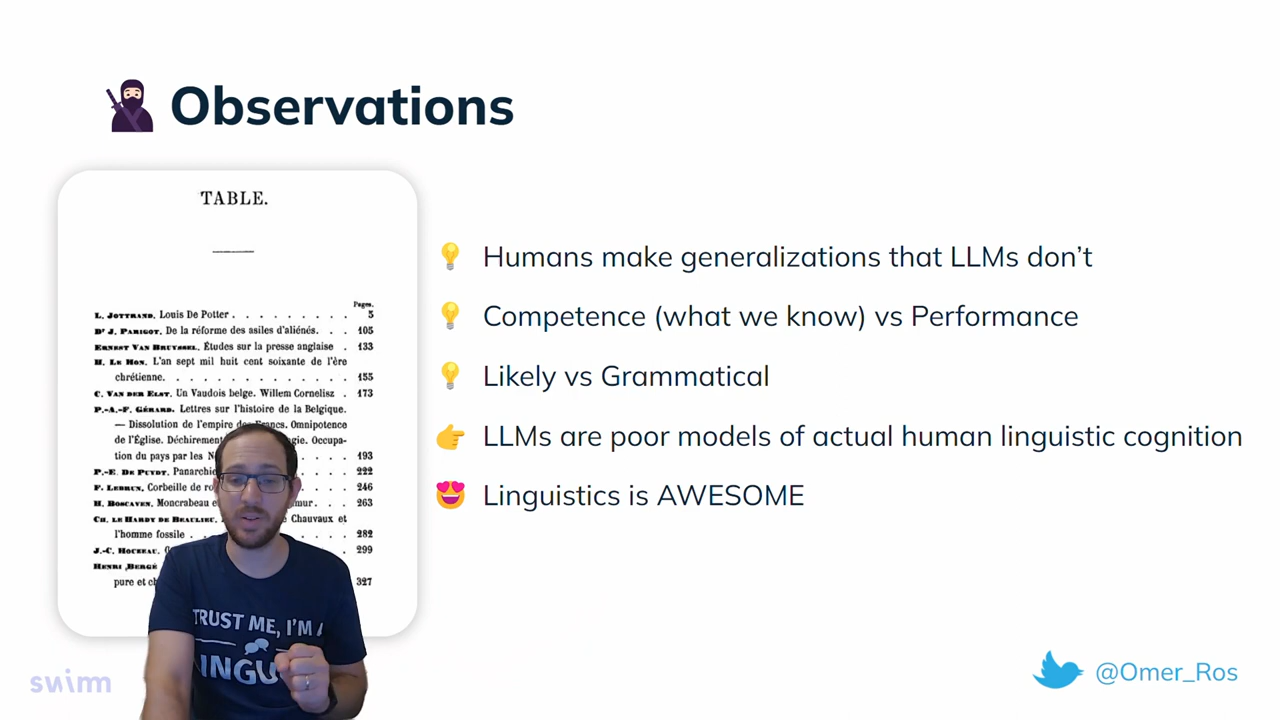 Observations
TABLE.
Pages.
L. JOTTRAND. Louis De Potter . . . . . . . . . 5
Dr J. PARIGOT. De la réforme des asiles d'aliénés. . . 105
ERNEST VAN BRUYSSEL. Études sur la presse anglaise . 133
H. LE HON. L'an sept mil huit cent soixante de l'ère
chrétienne. . . . . . . . . . . . 155
C. VAN DER ELST. Un Vaudois belge. Willem Cornelisz . 173
P.-A.-F. GÉRARD. Lettres sur l'histoire de la Belgique.
— Dissolution de l'empire des Francs. Omnipotence
de l'Église. Occupa-
tion du pays par les 193
P.-E. DE PUYDT. Panarchie 222
F. LEBRUN. Corbeille de 246
H. BOSCAVEN. Moncrabeau 263
CH. LE HARDY DE BEAULIEU. Chauvaux et
l'homme fossile . 282
J.-C. HOUZEAU. 299
HENRI BERGÉ
pure et 327
Humans make generalizations that LLMs don't
Competence (what we know) vs Performance
Likely vs Grammatical
LLMs are poor models of actual human linguistic cognition
Linguistics is AWESOME
TRUST ME, I'M A
LINGU
swimm
@Omer_Ros